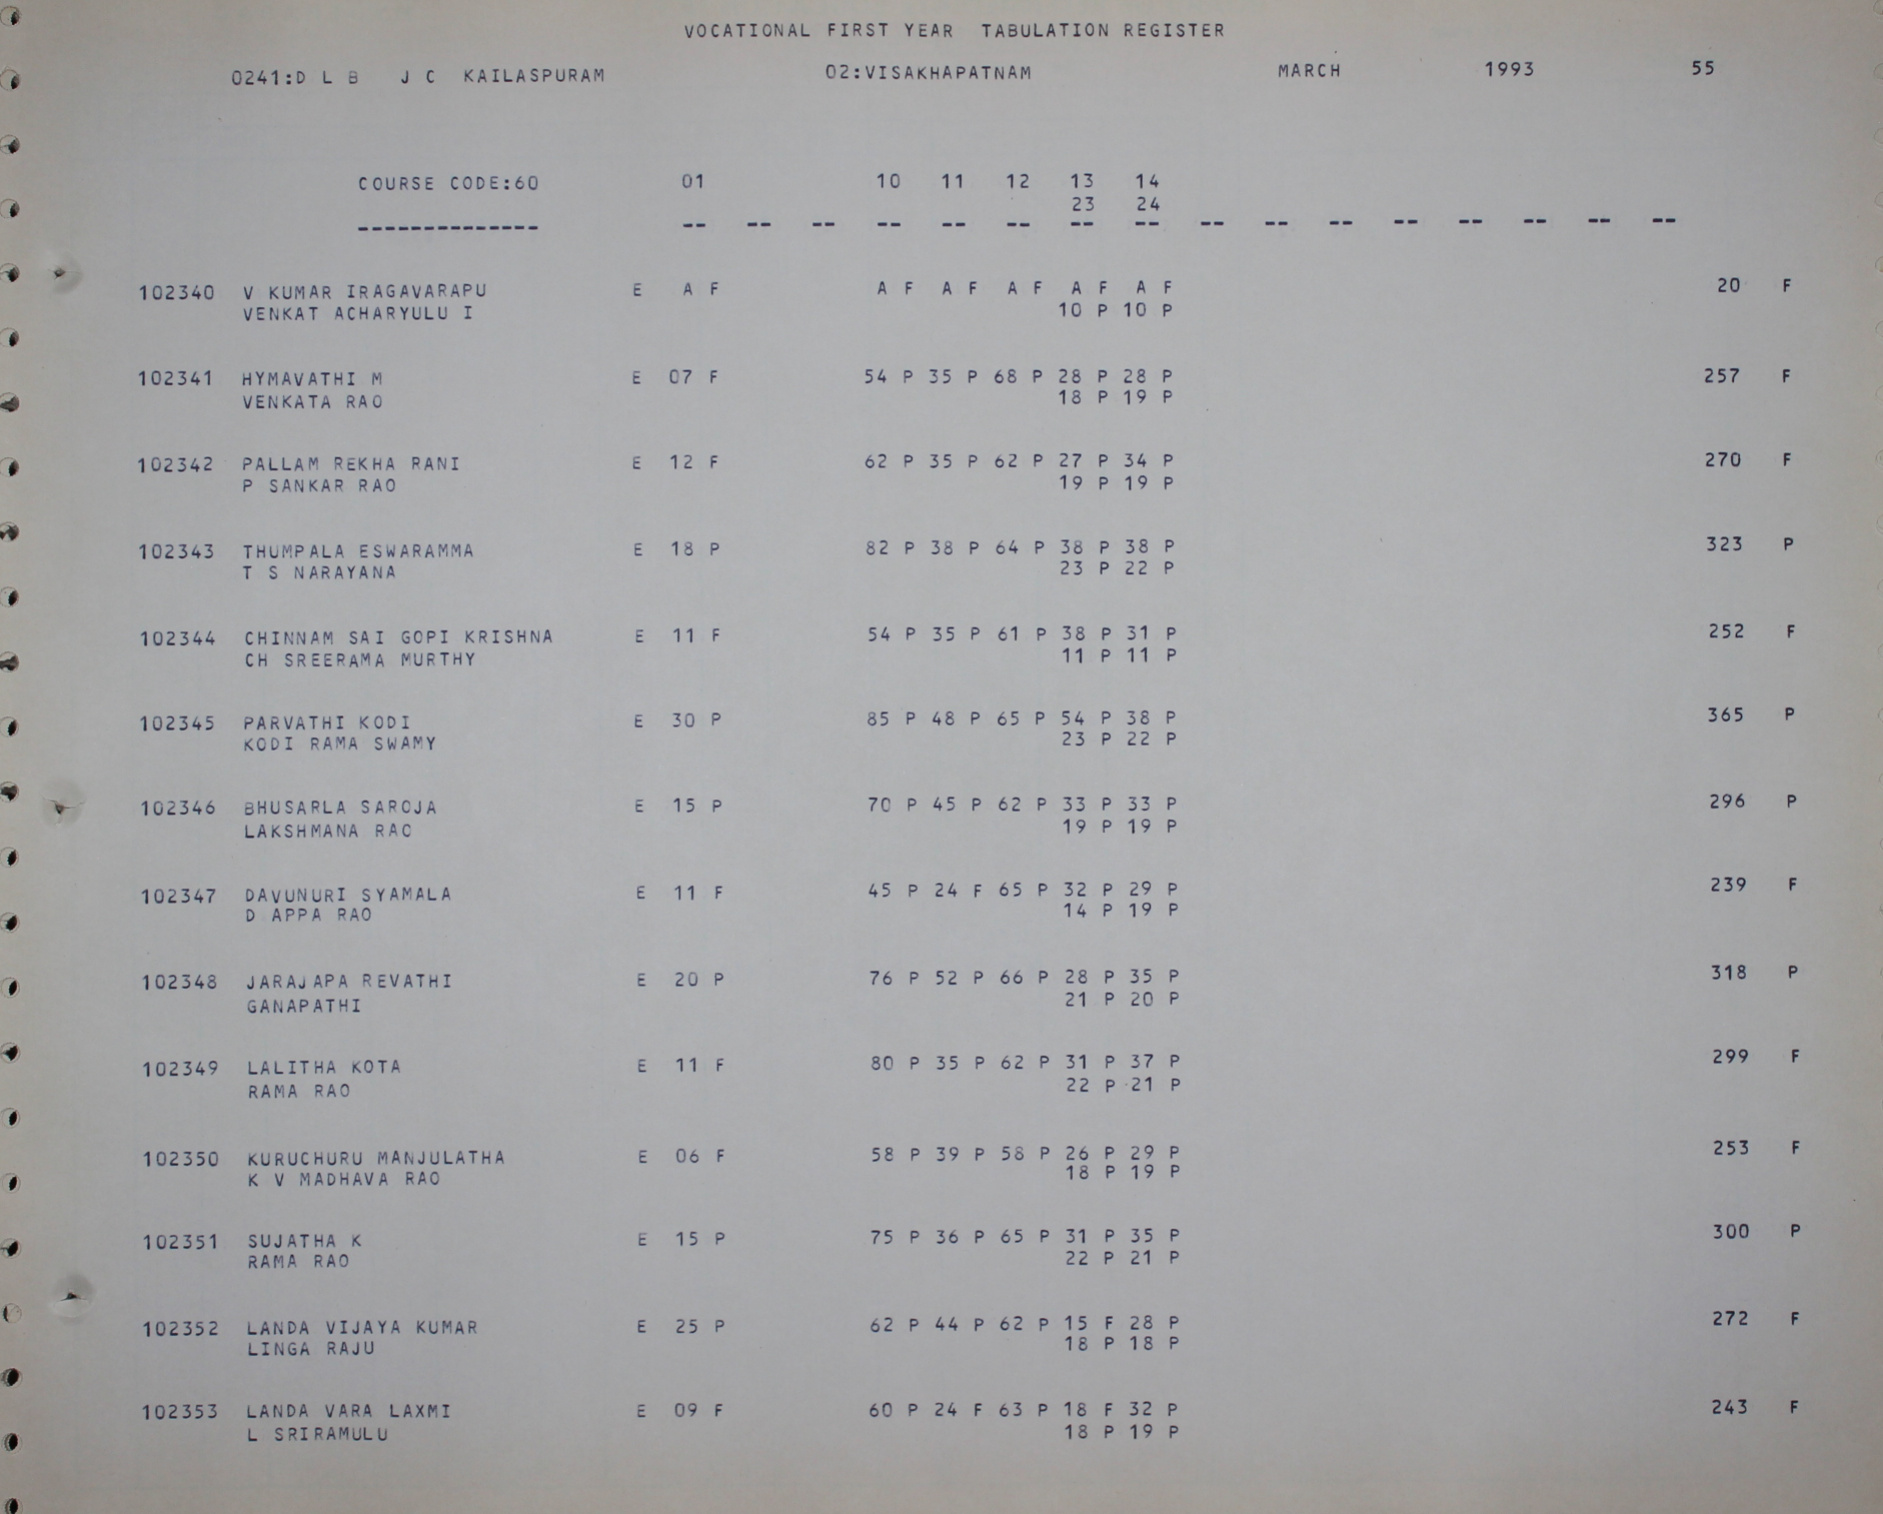 VOCATIONAL FIRST YEAR TABULATION REGISTER
0241:D L B J C KAILASPURAM 02:VISAKHAPATNAM MARCH 1993 55
COURSE CODE:60 01 10 11 12 13 14
23 24
-------------- -- -- -- -- -- -- -- -- -- -- -- -- -- -- -- --
102340 V KUMAR IRAGAVARAPU E A F A F A F A F A F A F 20 F
VENKAT ACHARYULU I 10 P 10 P
102341 HYMAVATHI M E 07 F 54 P 35 P 68 P 28 P 28 P 257 F
VENKATA RAO 18 P 19 P
102342 PALLAM REKHA RANI E 12 F 62 P 35 P 62 P 27 P 34 P 270 F
P SANKAR RAO 19 P 19 P
102343 THUMPALA ESWARAMMA E 18 P 82 P 38 P 64 P 38 P 38 P 323 P
T S NARAYANA 23 P 22 P
102344 CHINNAM SAI GOPI KRISHNA E 11 F 54 P 35 P 61 P 38 P 31 P 252 F
CH SREERAMA MURTHY 11 P 11 P
102345 PARVATHI KODI E 30 P 85 P 48 P 65 P 54 P 38 P 365 P
KODI RAMA SWAMY 23 P 22 P
102346 BHUSARLA SAROJA E 15 P 70 P 45 P 62 P 33 P 33 P 296 P
LAKSHMANA RAO 19 P 19 P
102347 DAVUNURI SYAMALA E 11 F 45 P 24 F 65 P 32 P 29 P 239 F
D APPA RAO 14 P 19 P
102348 JARAJAPA REVATHI E 20 P 76 P 52 P 66 P 28 P 35 P 318 P
GANAPATHI 21 P 20 P
102349 LALITHA KOTA E 11 F 80 P 35 P 62 P 31 P 37 P 299 F
RAMA RAO 22 P 21 P
102350 KURUCHURU MANJULATHA E 06 F 58 P 39 P 58 P 26 P 29 P 253 F
K V MADHAVA RAO 18 P 19 P
102351 SUJATHA K E 15 P 75 P 36 P 65 P 31 P 35 P 300 P
RAMA RAO 22 P 21 P
102352 LANDA VIJAYA KUMAR E 25 P 62 P 44 P 62 P 15 F 28 P 272 F
LINGA RAJU 18 P 18 P
102353 LANDA VARA LAXMI E 09 F 60 P 24 F 63 P 18 F 32 P 243 F
L SRIRAMULU 18 P 19 P